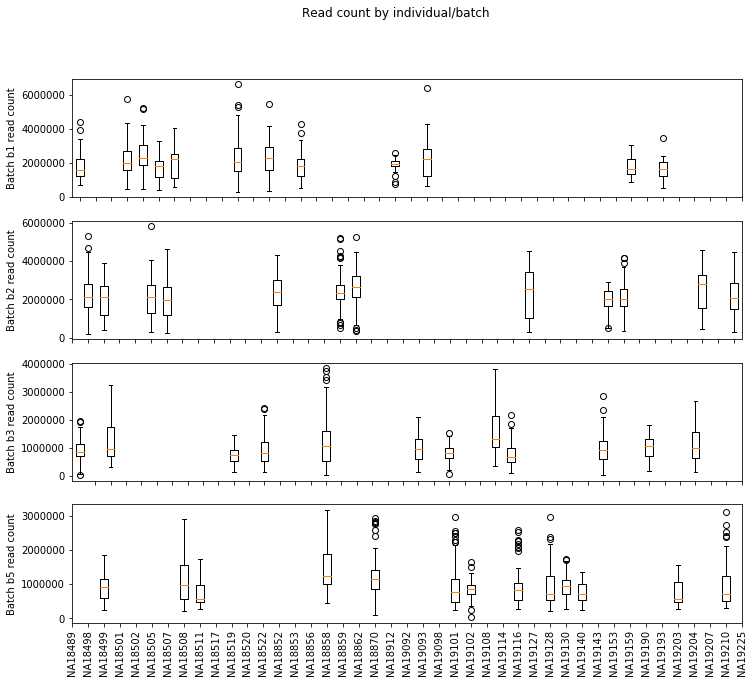 Read count by individual/batch
6000000
4000000
2000000
0
Batch b1 read count
6000000
4000000
2000000
0
Batch b2 read count
4000000
3000000
2000000
1000000
0
Batch b3 read count
3000000
2000000
1000000
0
Batch b5 read count
NA18489
NA18498
NA18499
NA18501
NA18502
NA18505
NA18507
NA18508
NA18511
NA18517
NA18519
NA18520
NA18522
NA18852
NA18853
NA18856
NA18858
NA18859
NA18862
NA18870
NA18912
NA19092
NA19093
NA19098
NA19101
NA19102
NA19108
NA19114
NA19116
NA19127
NA19128
NA19130
NA19140
NA19143
NA19153
NA19159
NA19190
NA19193
NA19203
NA19204
NA19207
NA19210
NA19225